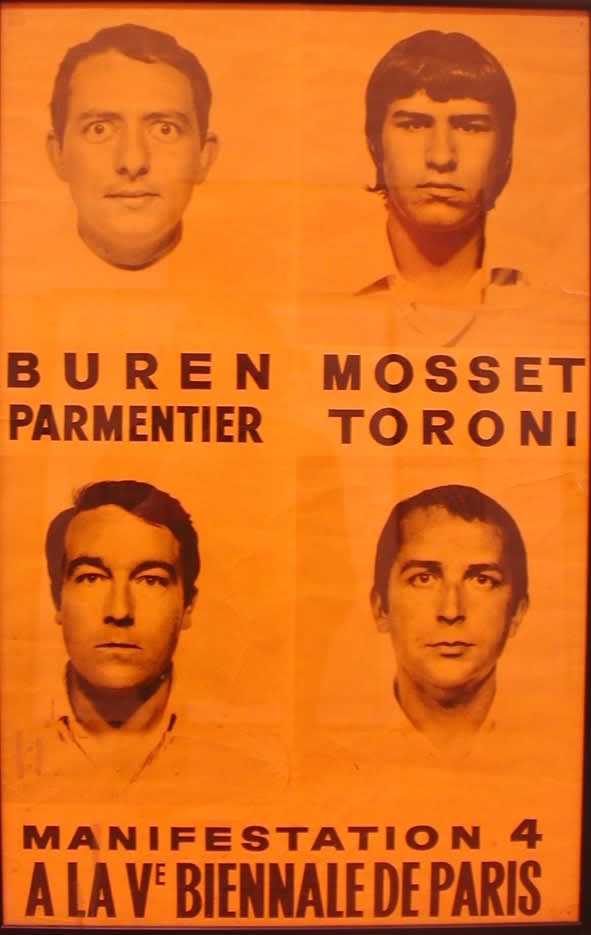 BUREN MOSSET
PARMENTIER TORONI
MANIFESTATION 4
A LA VE BIENNALE DE PARIS